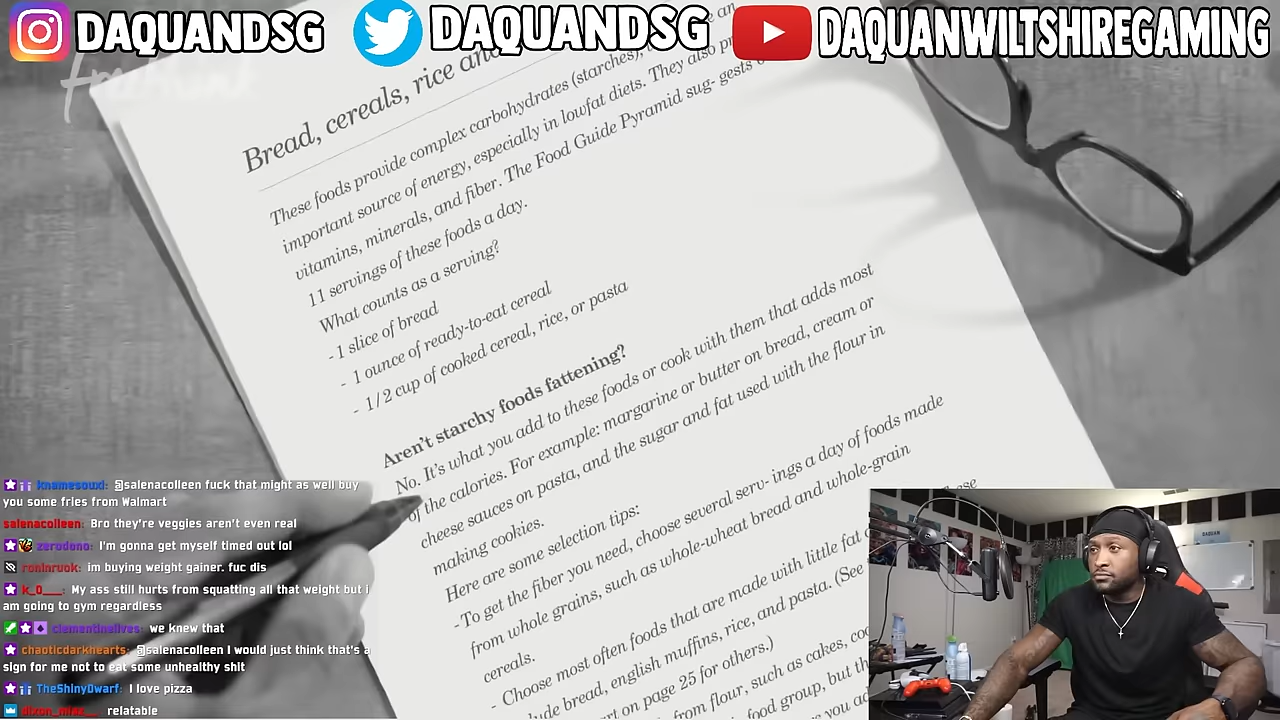 DAQUANDSG
DAQUANDSG
DAQUANWILTSHIREGAMING
Bread, cereals, rice and
These foods provide complex carbohydrates (starches),
important source of energy, especially in lowfat diets. They also
vitamins, minerals, and fiber. The Food Guide Pyramid sug- gests
11 servings of these foods a day.
What counts as a serving?
-1 slice of bread
- 1 ounce of ready-to-eat cereal
- 1/2 cup of cooked cereal, rice, or pasta
Aren't starchy foods fattening?
No. It's what you add to these foods or cook with them that adds most
of the calories. For example: margarine or butter on bread, cream or
cheese sauces on pasta, and the sugar and fat used with the flour in
making cookies.
Here are some selection tips:
-To get the fiber you need, choose several serv- ings a day of foods made
from whole grains, such as whole-wheat bread and whole-grain
cereals.
- Choose most often foods that are made with little fat
bread, english muffins, rice, and pasta. (See
on page 25 for others.)
from flour, such as cakes,
food group, but
knamesouxi: @salenacolleen fuck that might as well buy
you some fries from Walmart
salenacolleen: Bro they're veggies aren't even real
zerodono: I'm gonna get myself timed out lol
roninruok: im buying weight gainer. fuc dis
k_0___: My ass still hurts from squatting all that weight but i
am going to gym regardless
clementinelives: we knew that
chaoticdarkhearts: @salenacolleen I would just think that's a
sign for me not to eat some unhealthy shit
TheShinyDwarf: I love pizza
relatable
DAQUAN